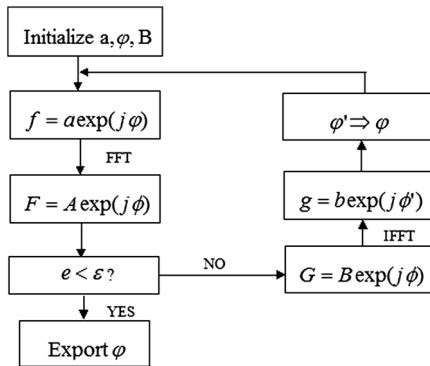 Initialize a,φ,B
f = a exp(jφ)
FFT
F = A exp(jϕ)
e < ε?
YES
Export φ
NO
G = B exp(jϕ)
IFFT
g = b exp(jϕ')
φ' ⇒ φ